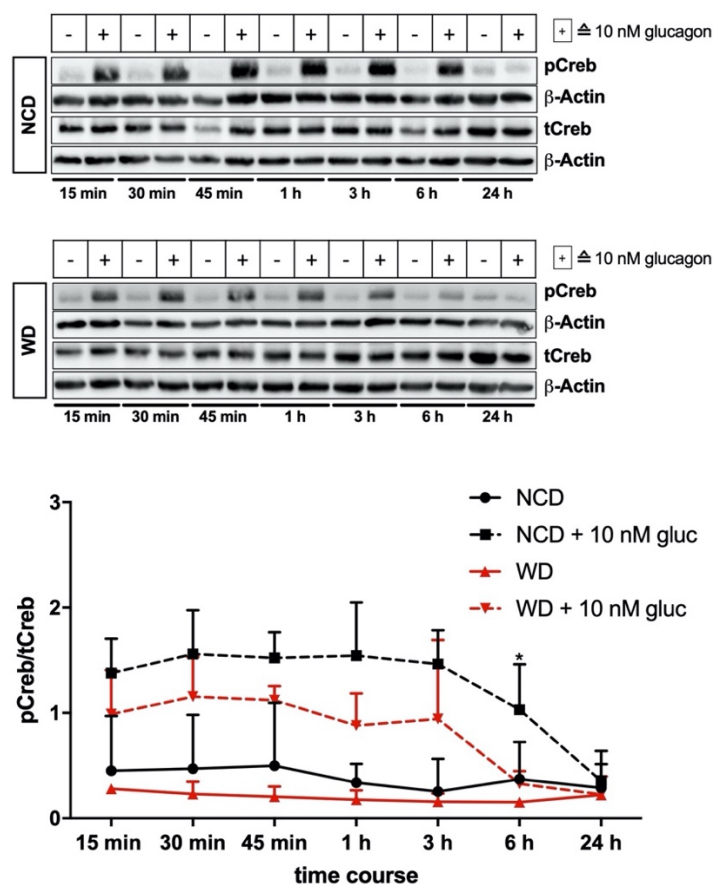 - + - + - + - + - + - + - + + ≙ 10 nM glucagon
NCD
pCreb
β-Actin
tCreb
β-Actin
15 min 30 min 45 min 1 h 3 h 6 h 24 h
- + - + - + - + - + - + - + + ≙ 10 nM glucagon
WD
pCreb
β-Actin
tCreb
β-Actin
15 min 30 min 45 min 1 h 3 h 6 h 24 h
3
2
1
0
pCreb/tCreb
NCD
NCD + 10 nM gluc
WD
WD + 10 nM gluc
*
15 min 30 min 45 min 1 h 3 h 6 h 24 h
time course